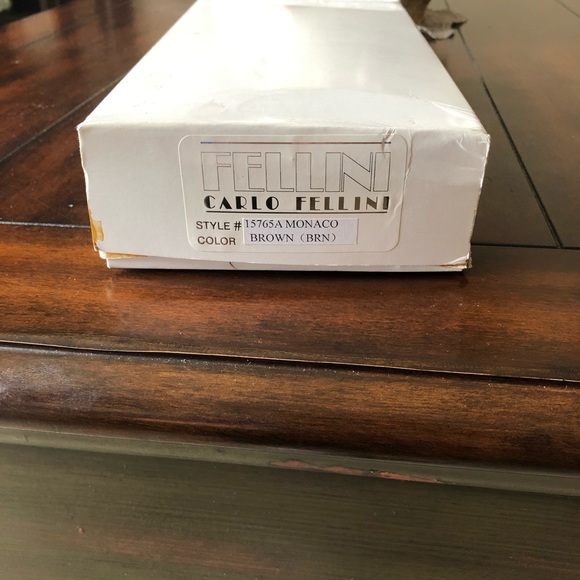 FELLINI
CARLO FELLINI
STYLE # 15765A MONACO
COLOR BROWN (BRN)